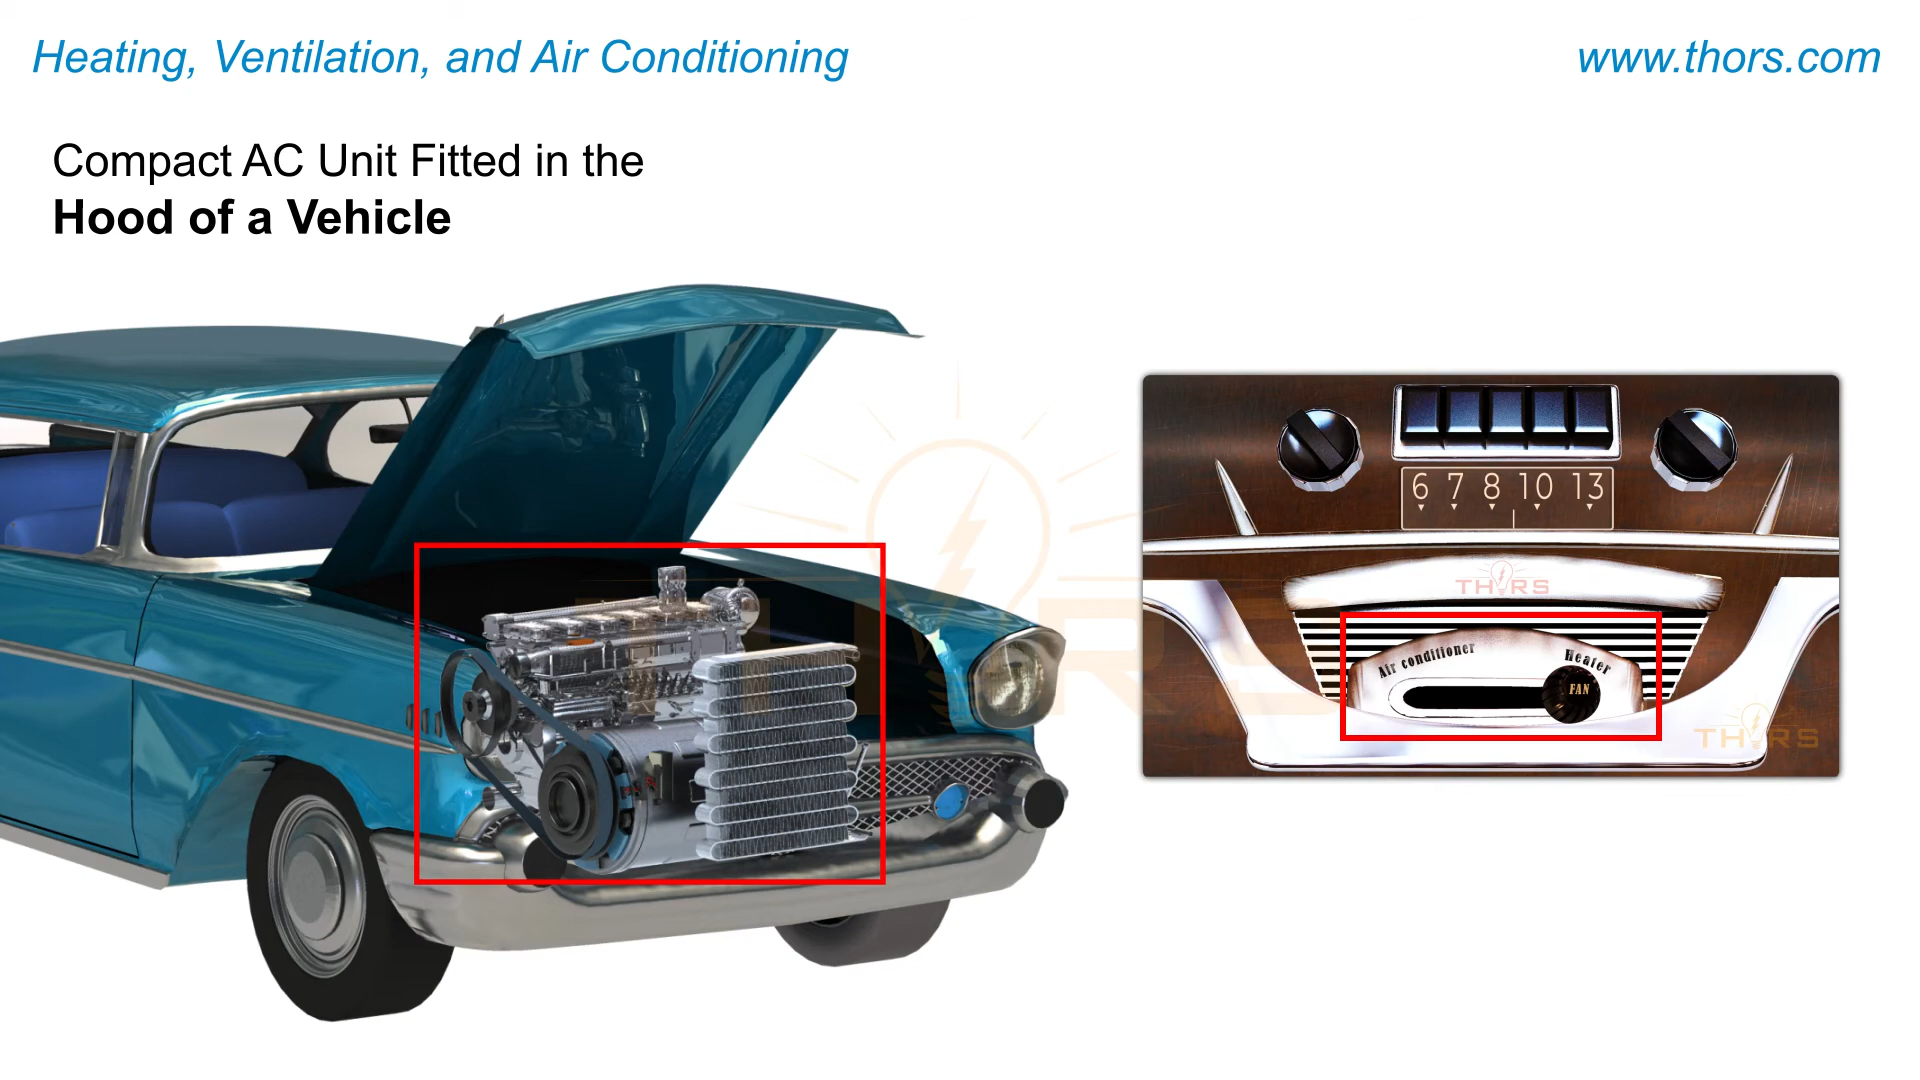 Heating, Ventilation, and Air Conditioning
www.thors.com
Compact AC Unit Fitted in the
Hood of a Vehicle
6 7 8 10 13
THORS
Air conditioner
Heater
FAN
THORS
THORS